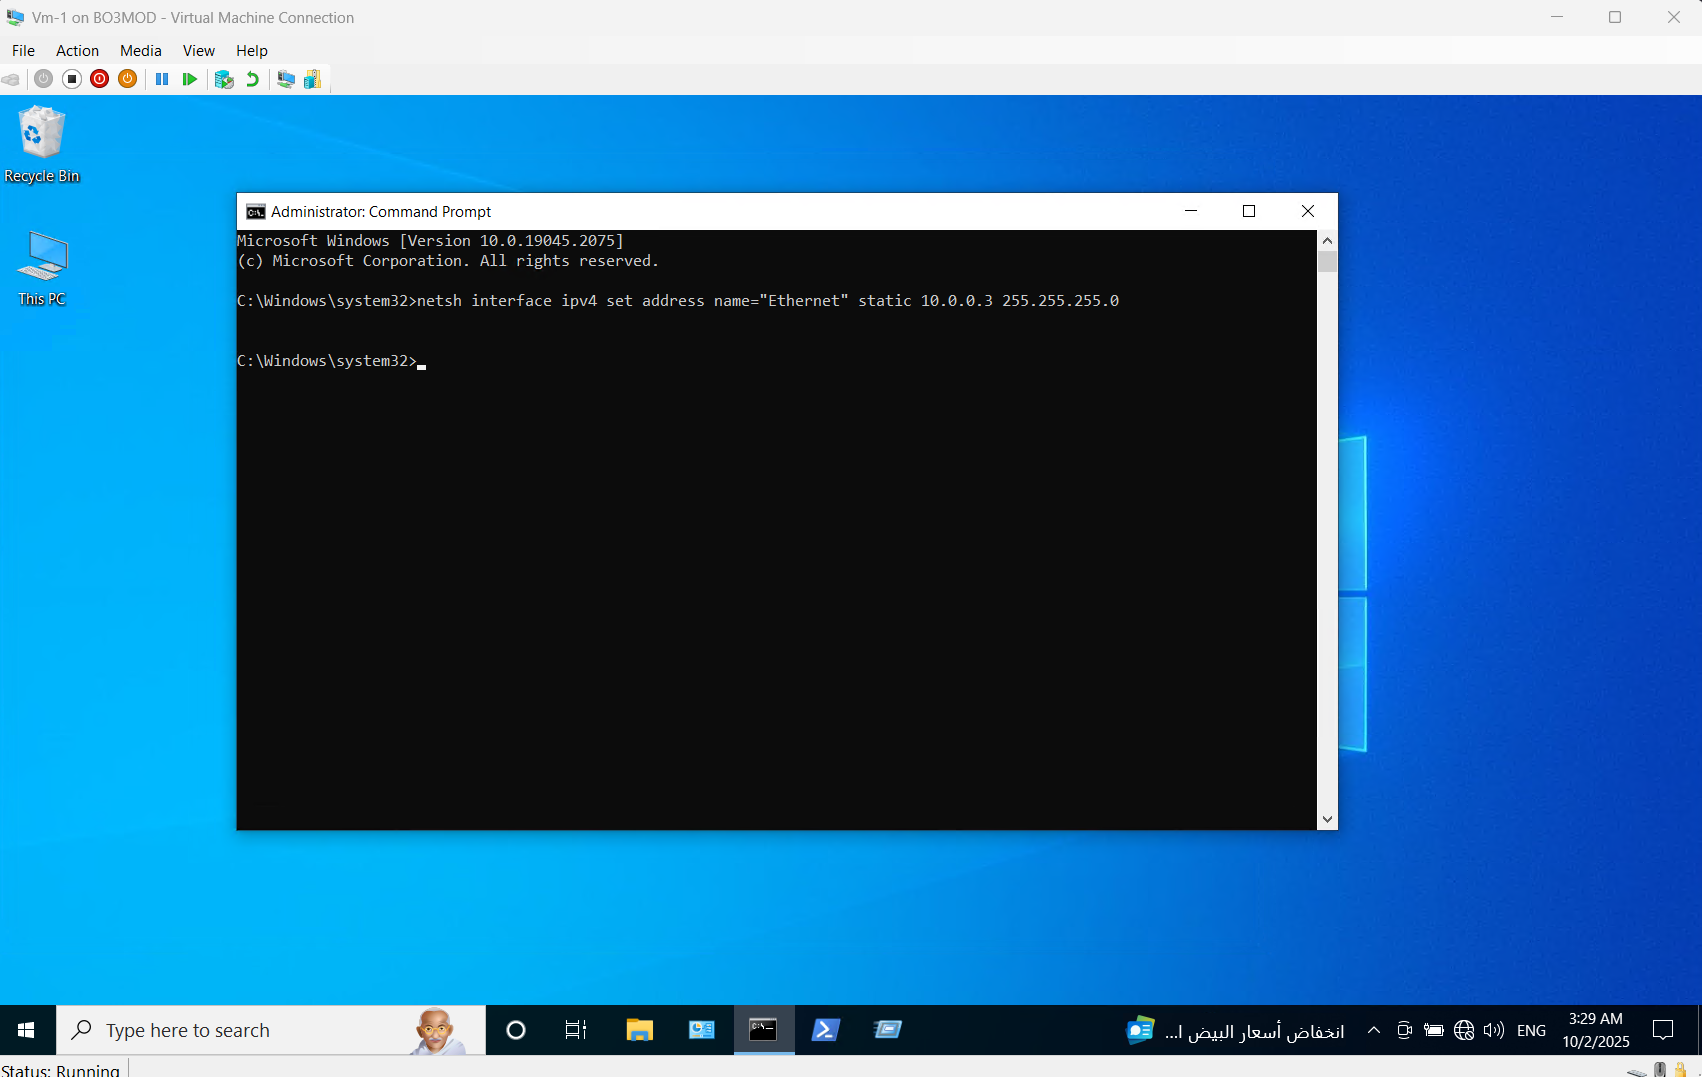 Vm-1 on BO3MOD - Virtual Machine Connection
File Action Media View Help
Recycle Bin
This PC
Administrator: Command Prompt
Microsoft Windows [Version 10.0.19045.2075]
(c) Microsoft Corporation. All rights reserved.
C:\Windows\system32>netsh interface ipv4 set address name="Ethernet" static 10.0.0.3 255.255.255.0
C:\Windows\system32>
Type here to search
انخفاض أسعار البيض ا...
ENG
3:29 AM
10/2/2025
Status: Running